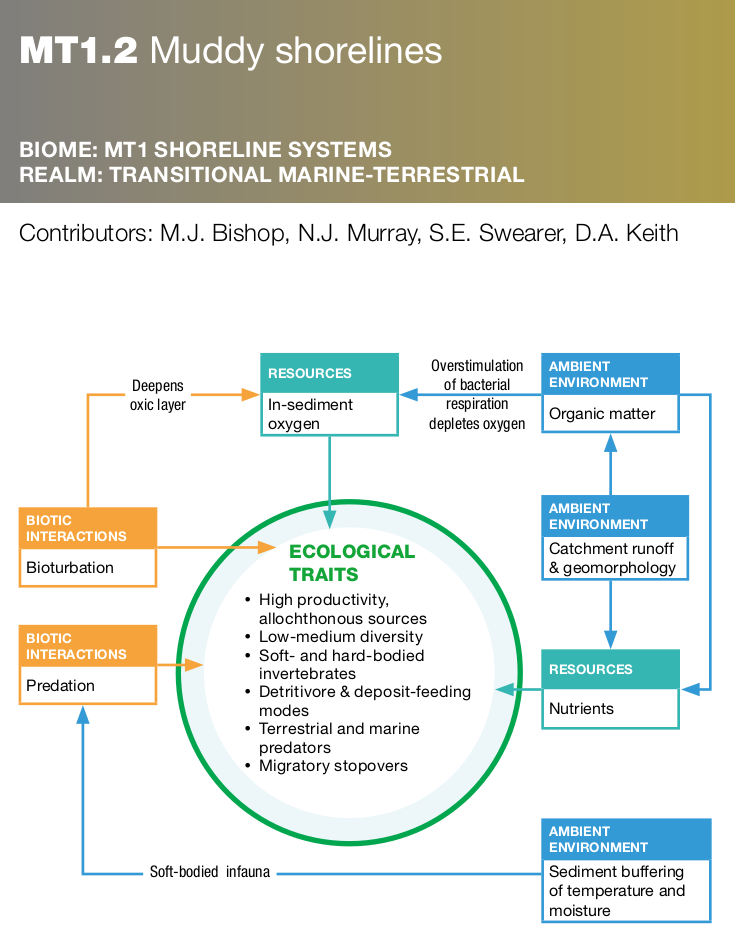 MT1.2 Muddy shorelines
BIOME: MT1 SHORELINE SYSTEMS
REALM: TRANSITIONAL MARINE-TERRESTRIAL
Contributors: M.J. Bishop, N.J. Murray, S.E. Swearer, D.A. Keith
Deepens
oxic layer
RESOURCES
In-sediment
oxygen
Overstimulation
of bacterial
respiration
depletes oxygen
AMBIENT
ENVIRONMENT
Organic matter
BIOTIC
INTERACTIONS
Bioturbation
AMBIENT
ENVIRONMENT
Catchment runoff
& geomorphology
ECOLOGICAL
TRAITS
• High productivity,
allochthonous sources
• Low-medium diversity
• Soft- and hard-bodied
invertebrates
• Detritivore & deposit-feeding
modes
• Terrestrial and marine
predators
• Migratory stopovers
BIOTIC
INTERACTIONS
Predation
RESOURCES
Nutrients
Soft-bodied infauna
AMBIENT
ENVIRONMENT
Sediment buffering
of temperature and
moisture